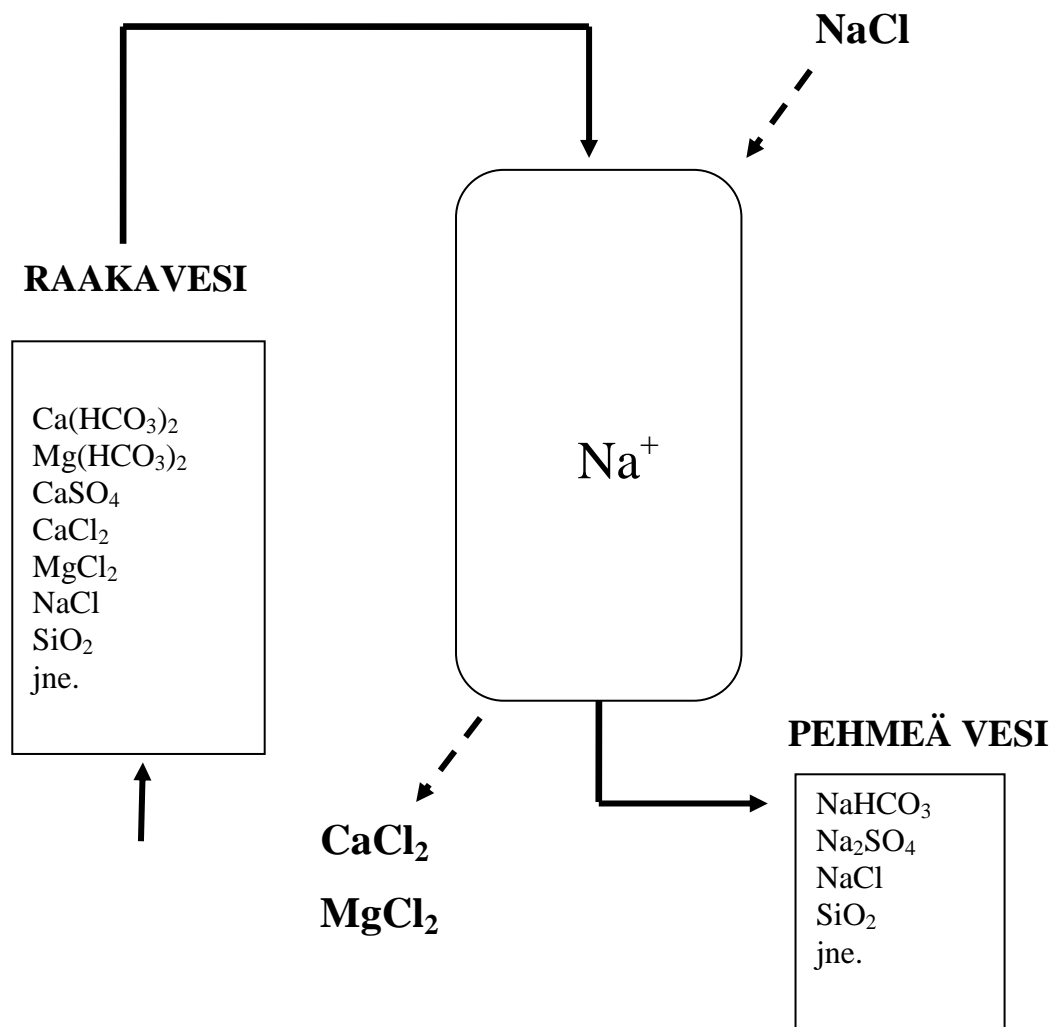 NaCl
RAAKAVESI
Ca(HCO₃)₂
Mg(HCO₃)₂
CaSO₄
CaCl₂
MgCl₂
NaCl
SiO₂
jne.
Na⁺
CaCl₂
MgCl₂
PEHMEÄ VESI
NaHCO₃
Na₂SO₄
NaCl
SiO₂
jne.